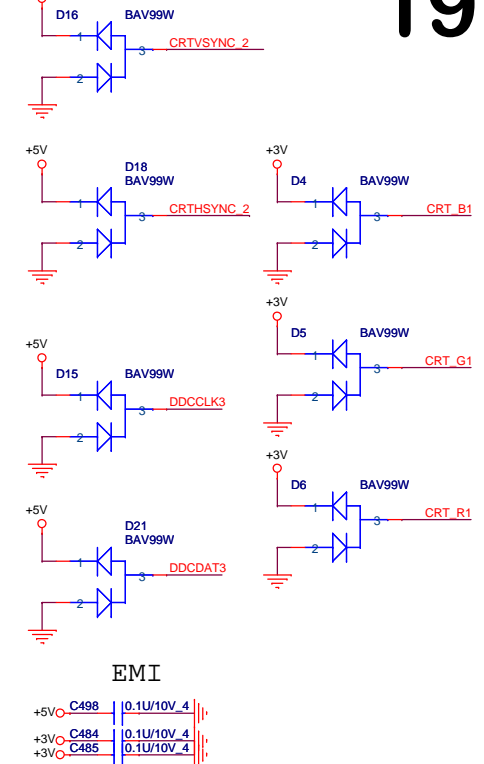 19
D16 BAV99W
1
3 CRTVSYNC_2
2
+5V
D18
BAV99W
1
3 CRTHSYNC_2
2
+3V
D4 BAV99W
1
3 CRT_B1
2
+3V
D5 BAV99W
1
3 CRT_G1
2
+5V
D15 BAV99W
1
3 DDCCLK3
2
+3V
D6 BAV99W
1
3 CRT_R1
2
+5V
D21
BAV99W
1
3 DDCDAT3
2
EMI
+5V C498 0.1U/10V_4
+3V C484 0.1U/10V_4
+3V C485 0.1U/10V_4